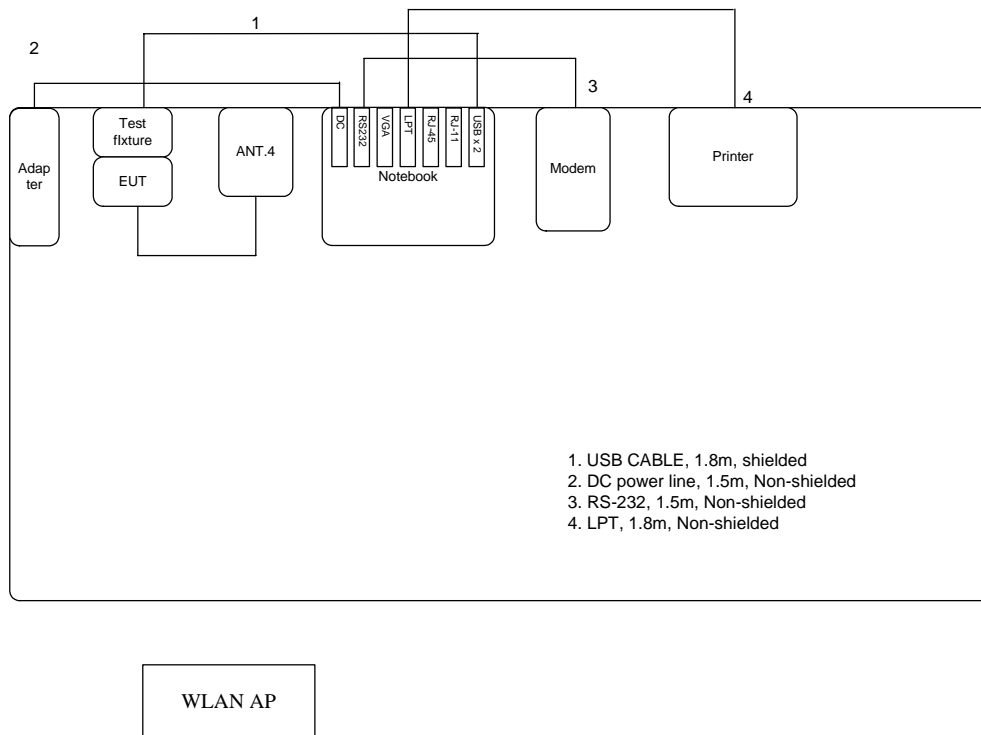 1
2
3
4
Adap
ter
Test
fIxture
EUT
ANT.4
DC
RS232
VGA
LPT
RJ-45
RJ-11
USB x 2
Notebook
Modem
Printer
1. USB CABLE, 1.8m, shielded
2. DC power line, 1.5m, Non-shielded
3. RS-232, 1.5m, Non-shielded
4. LPT, 1.8m, Non-shielded
WLAN AP